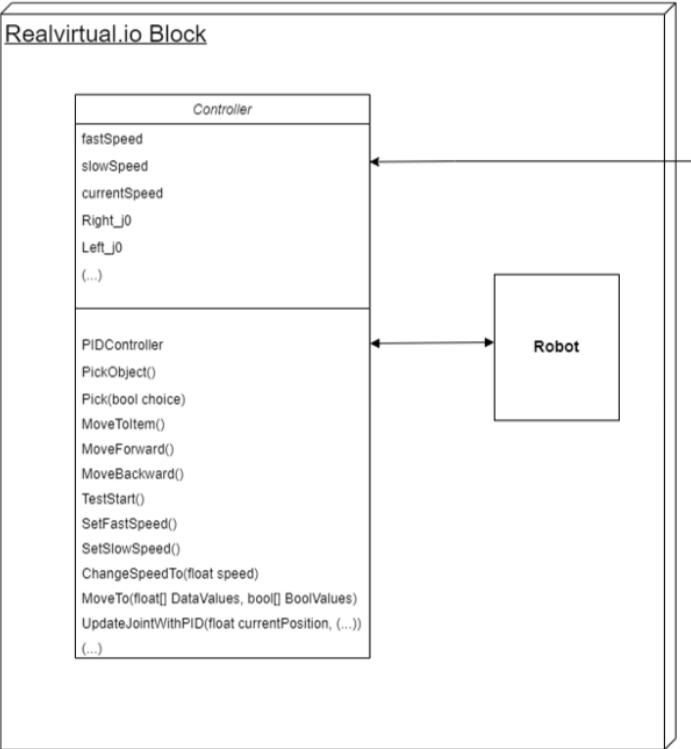 Realvirtual.io Block
Controller
fastSpeed
slowSpeed
currentSpeed
Right_j0
Left_j0
(...)
PIDController
PickObject()
Pick(bool choice)
MoveToItem()
MoveForward()
MoveBackward()
TestStart()
SetFastSpeed()
SetSlowSpeed()
ChangeSpeedTo(float speed)
MoveTo(float[] DataValues, bool[] BoolValues)
UpdateJointWithPID(float currentPosition, (...))
(...)
Robot